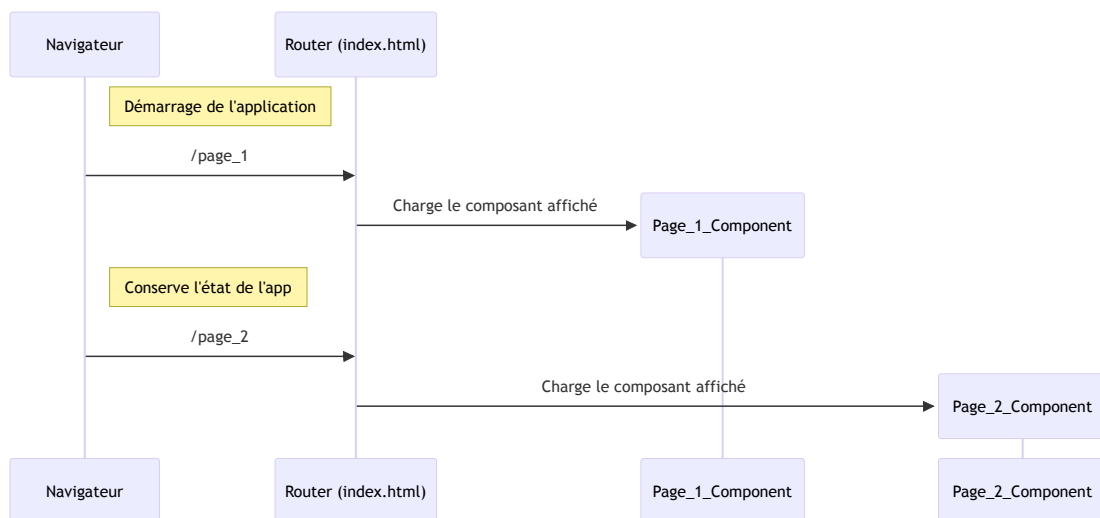 Navigateur
Router (index.html)
Démarrage de l'application
/page_1
Charge le composant affiché
Page_1_Component
Conserve l'état de l'app
/page_2
Charge le composant affiché
Page_2_Component
Navigateur
Router (index.html)
Page_1_Component
Page_2_Component